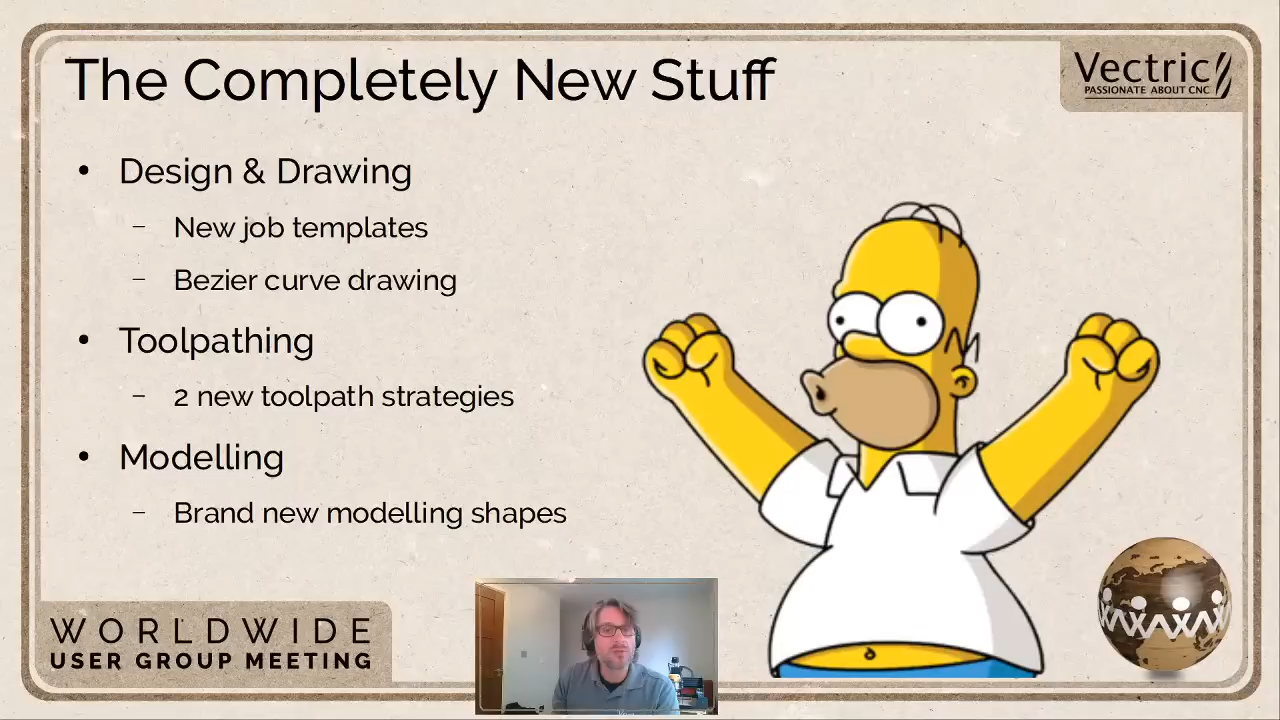 The Completely New Stuff
Vectric
PASSIONATE ABOUT CNC
• Design & Drawing
– New job templates
– Bezier curve drawing
• Toolpathing
– 2 new toolpath strategies
• Modelling
– Brand new modelling shapes
WORLDWIDE
USER GROUP MEETING